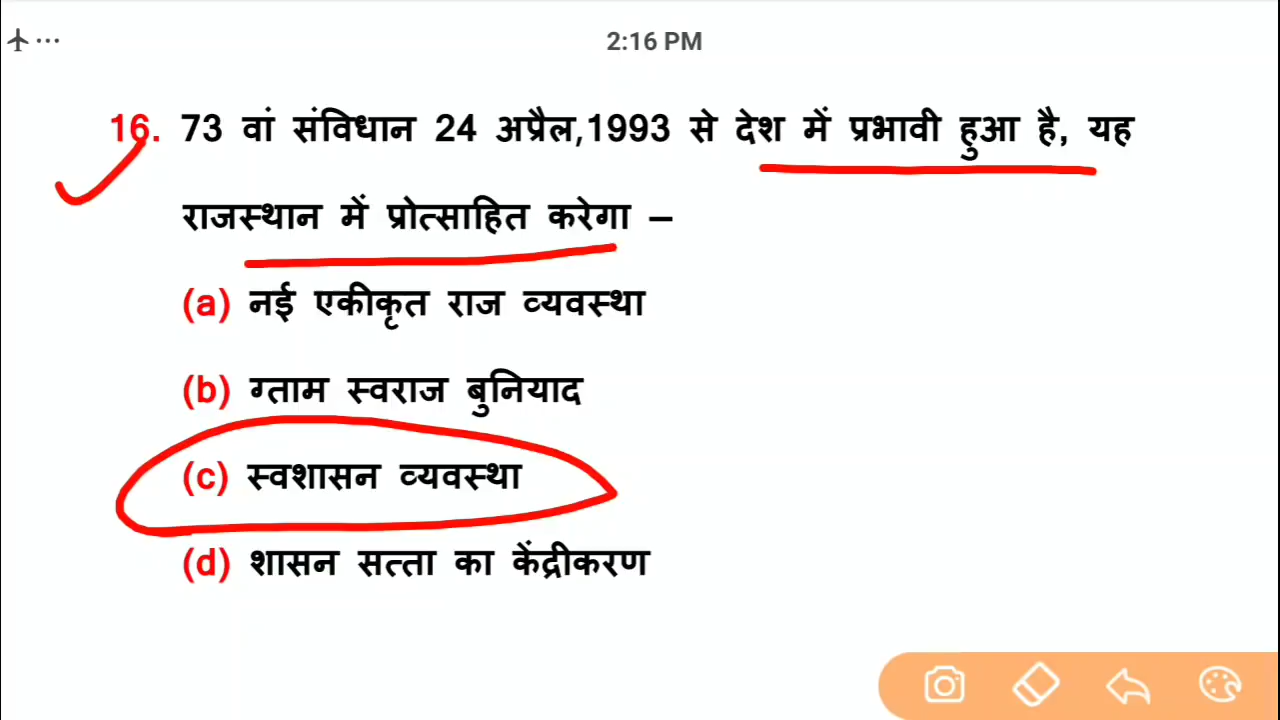 2:16 PM
16. 73 वां संविधान 24 अप्रैल,1993 से देश में प्रभावी हुआ है, यह
राजस्थान में प्रोत्साहित करेगा –
(a) नई एकीकृत राज व्यवस्था
(b) ग्ताम स्वराज बुनियाद
(c) स्वशासन व्यवस्था
(d) शासन सत्ता का केंद्रीकरण